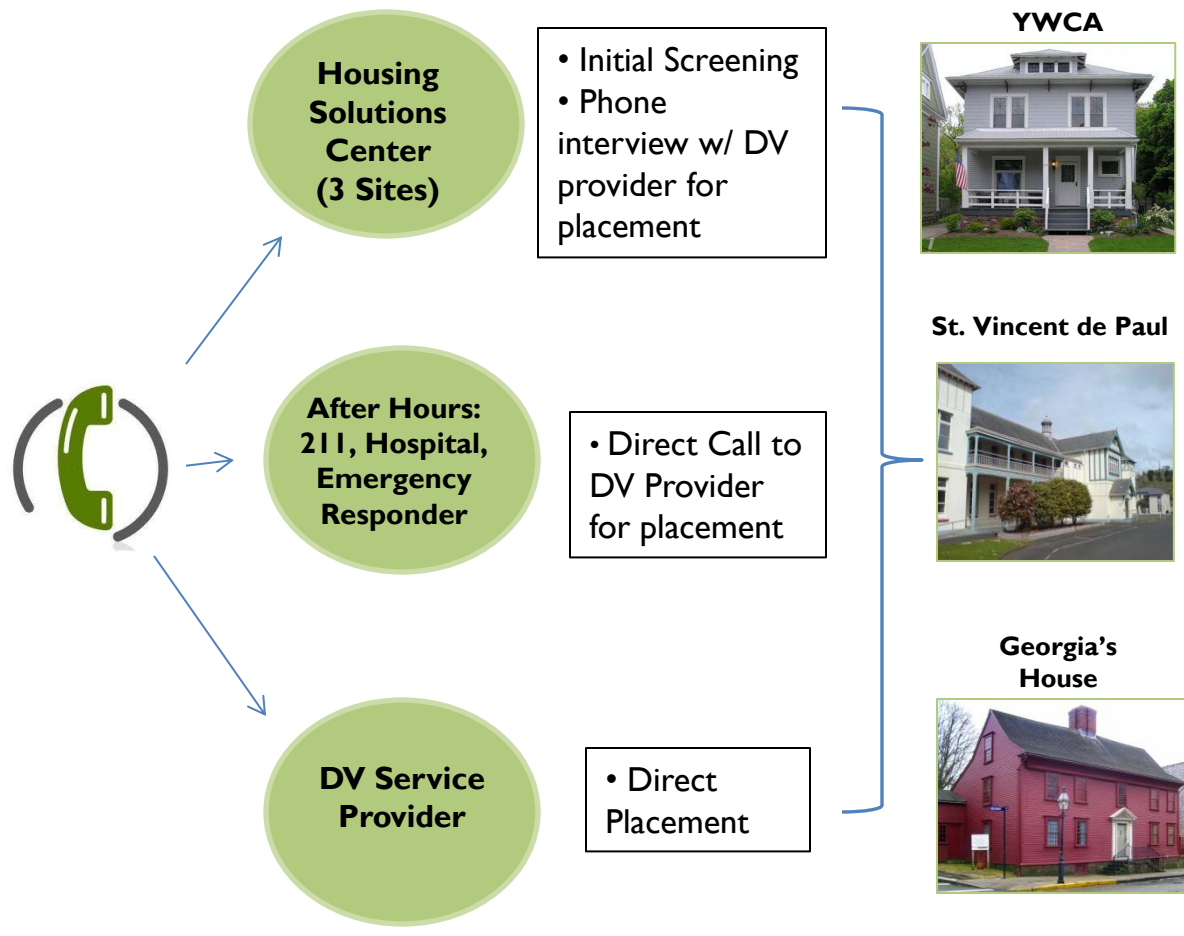 Housing
Solutions
Center
(3 Sites)
• Initial Screening
• Phone
interview w/ DV
provider for
placement
YWCA
After Hours:
211, Hospital,
Emergency
Responder
• Direct Call to
DV Provider
for placement
St. Vincent de Paul
DV Service
Provider
• Direct
Placement
Georgia’s
House